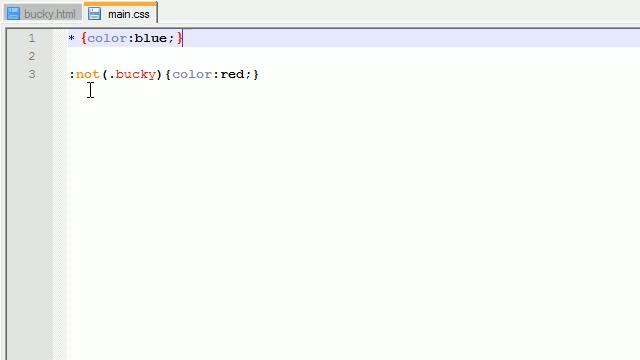 bucky.html main.css
1 * {color:blue;}
2
3 :not(.bucky){color:red;}